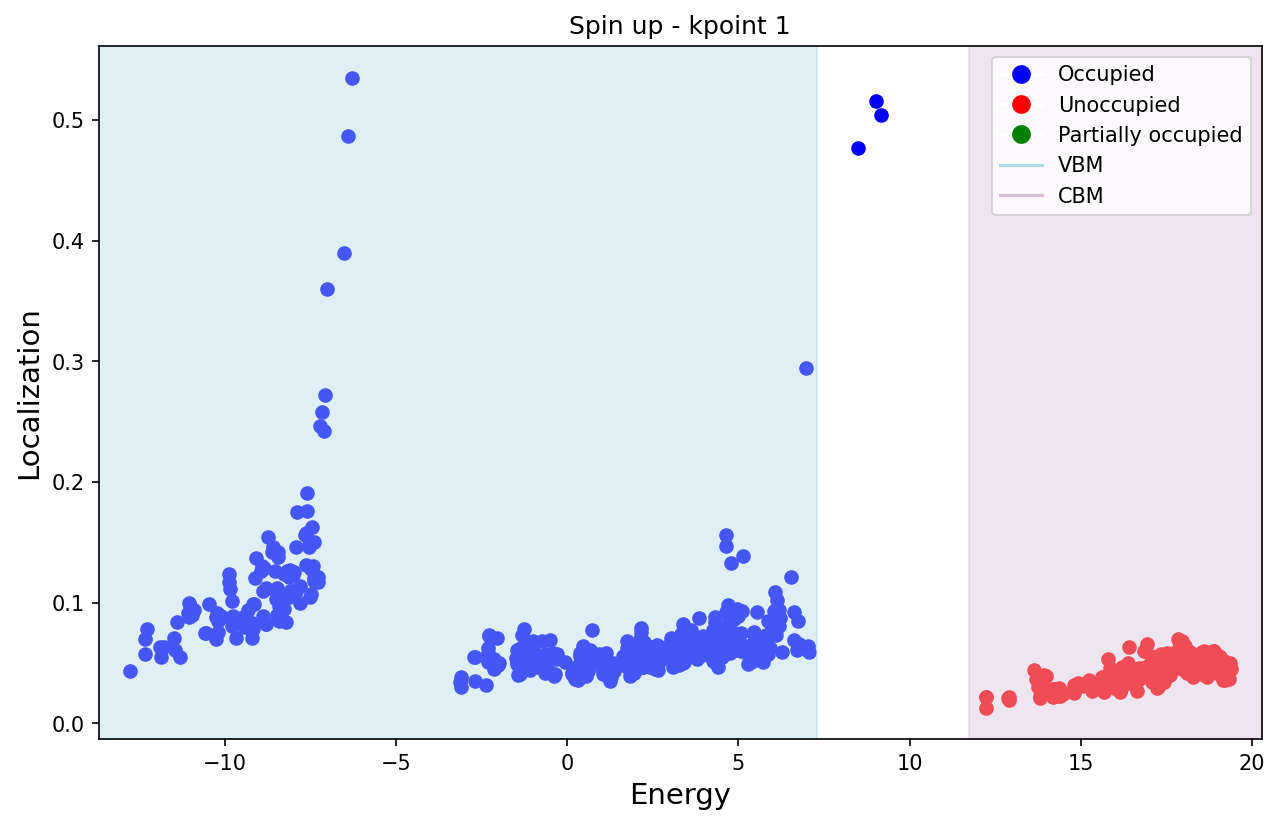 Spin up - kpoint 1
Localization
0.5
0.4
0.3
0.2
0.1
0.0
Occupied
Unoccupied
Partially occupied
VBM
CBM
−10
−5
0
5
10
15
20
Energy